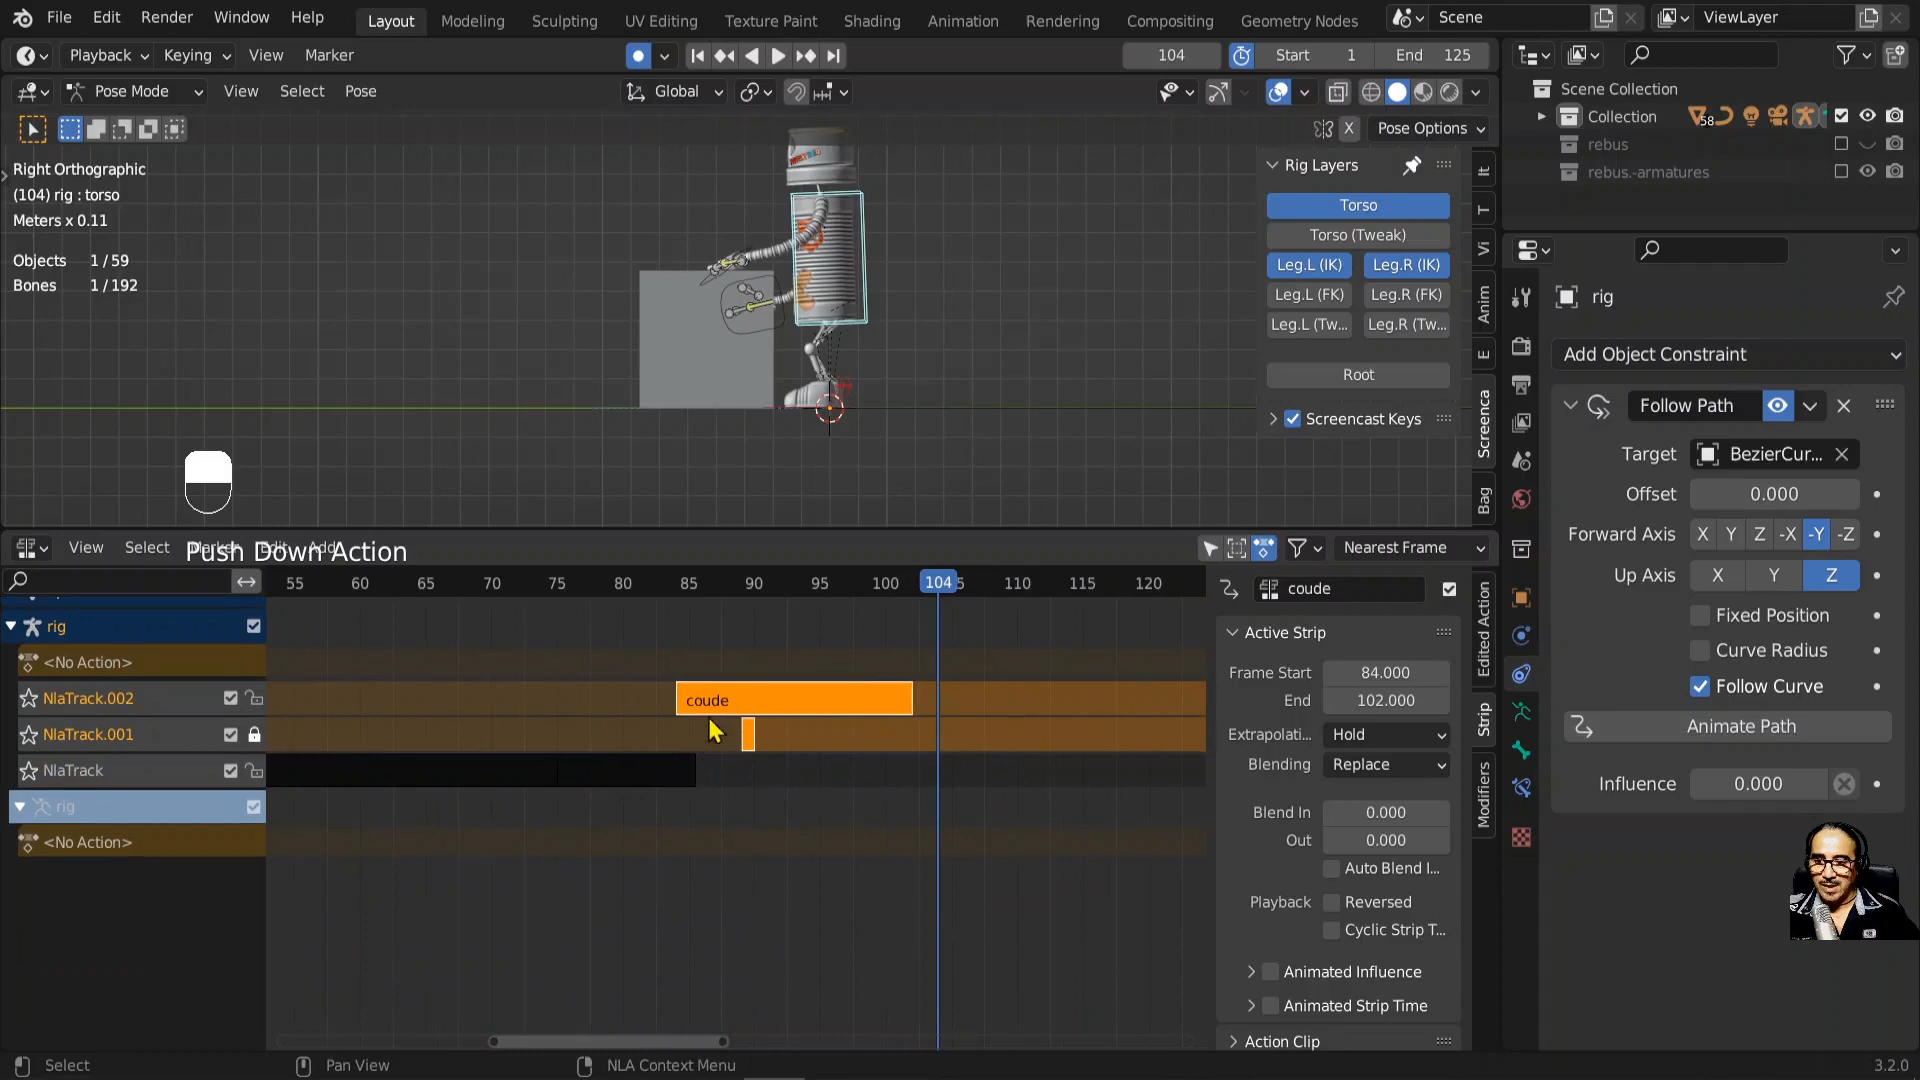 File Edit Render Window Help Layout Modeling Sculpting UV Editing Texture Paint Shading Animation Rendering Compositing Geometry Nodes Scene ViewLayer
Playback Keying View Marker 104 Start 1 End 125
Pose Mode View Select Pose Global
X Pose Options
Right Orthographic
(104) rig : torso
Meters x 0.11
Objects 1 / 59
Bones 1 / 192
Rig Layers
Torso
Torso (Tweak)
Leg.L (IK) Leg.R (IK)
Leg.L (FK) Leg.R (FK)
Leg.L (Tw... Leg.R (Tw...
Root
Screencast Keys
It
T
Vi
Anim
E
Screenca
Bag
Scene Collection
Collection 58
rebus
rebus.-armatures
rig
Add Object Constraint
Follow Path
Target BezierCur...
Offset 0.000
Forward Axis X Y Z -X -Y -Z
Up Axis X Y Z
Fixed Position
Curve Radius
Follow Curve
Animate Path
Influence 0.000
View Select Marker Edit Add Nearest Frame
Push Down Action
55 60 65 70 75 80 85 90 95 100 104 5 110 115 120
rig
<No Action>
NlaTrack.002
NlaTrack.001
NlaTrack
rig
<No Action>
coude
coude
Active Strip
Frame Start 84.000
End 102.000
Extrapolati... Hold
Blending Replace
Blend In 0.000
Out 0.000
Auto Blend I...
Playback Reversed
Cyclic Strip T...
Animated Influence
Animated Strip Time
Action Clip
Edited Action
Strip
Modifiers
Select Pan View NLA Context Menu 3.2.0